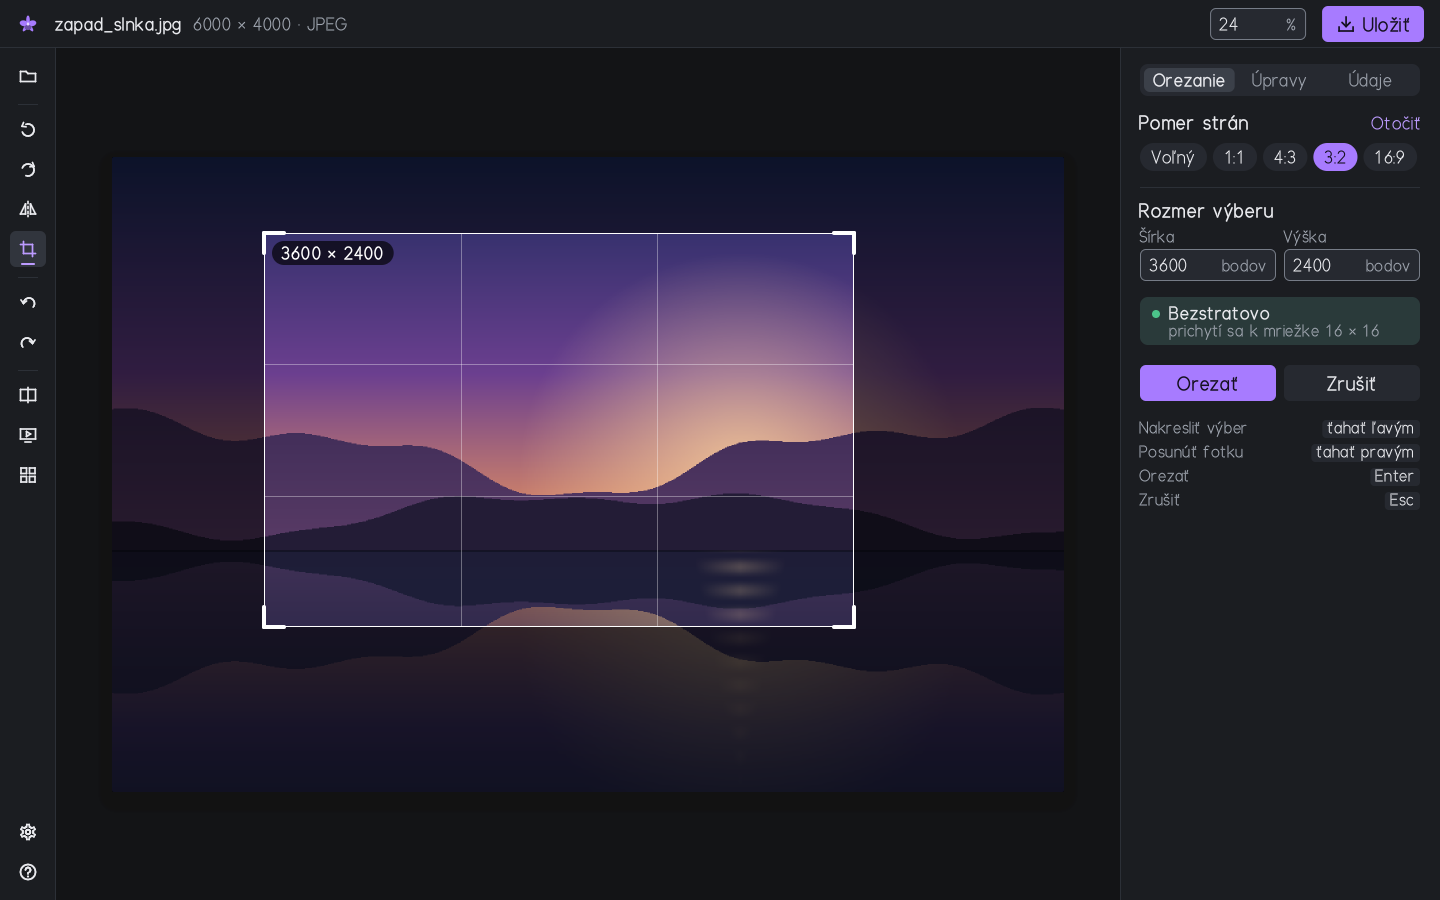 zapad_slnka.jpg 6000 × 4000 · JPEG
24 %
Uložiť
Orezanie Úpravy Údaje
Pomer strán Otočiť
Voľný 1:1 4:3 3:2 16:9
Rozmer výberu
Šírka Výška
3600 bodov 2400 bodov
Bezstratovo
prichytí sa k mriežke 16 × 16
Orezať Zrušiť
Nakresliť výber ťahať ľavým
Posunúť fotku ťahať pravým
Orezať Enter
Zrušiť Esc
3600 × 2400